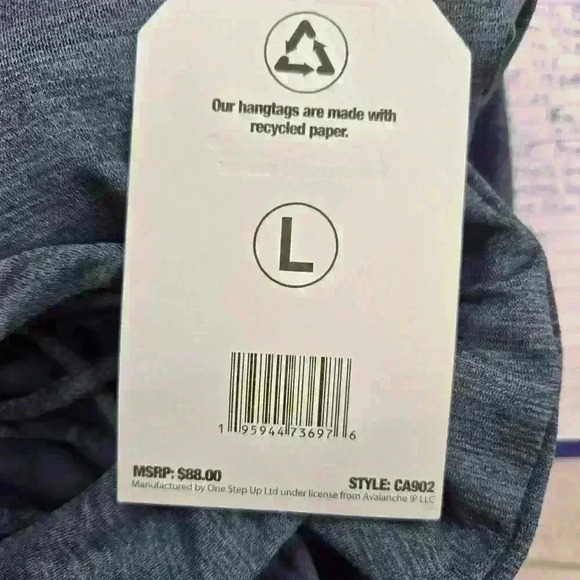 Our hangtags are made with
recycled paper.
L
1 95944 73697 6
MSRP: $88.00
STYLE: CA902
Manufactured by One Step Up Ltd under license from Avalanche IP LLC